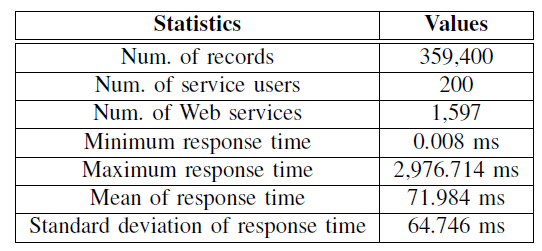 Statistics Values
Num. of records 359,400
Num. of service users 200
Num. of Web services 1,597
Minimum response time 0.008 ms
Maximum response time 2,976.714 ms
Mean of response time 71.984 ms
Standard deviation of response time 64.746 ms